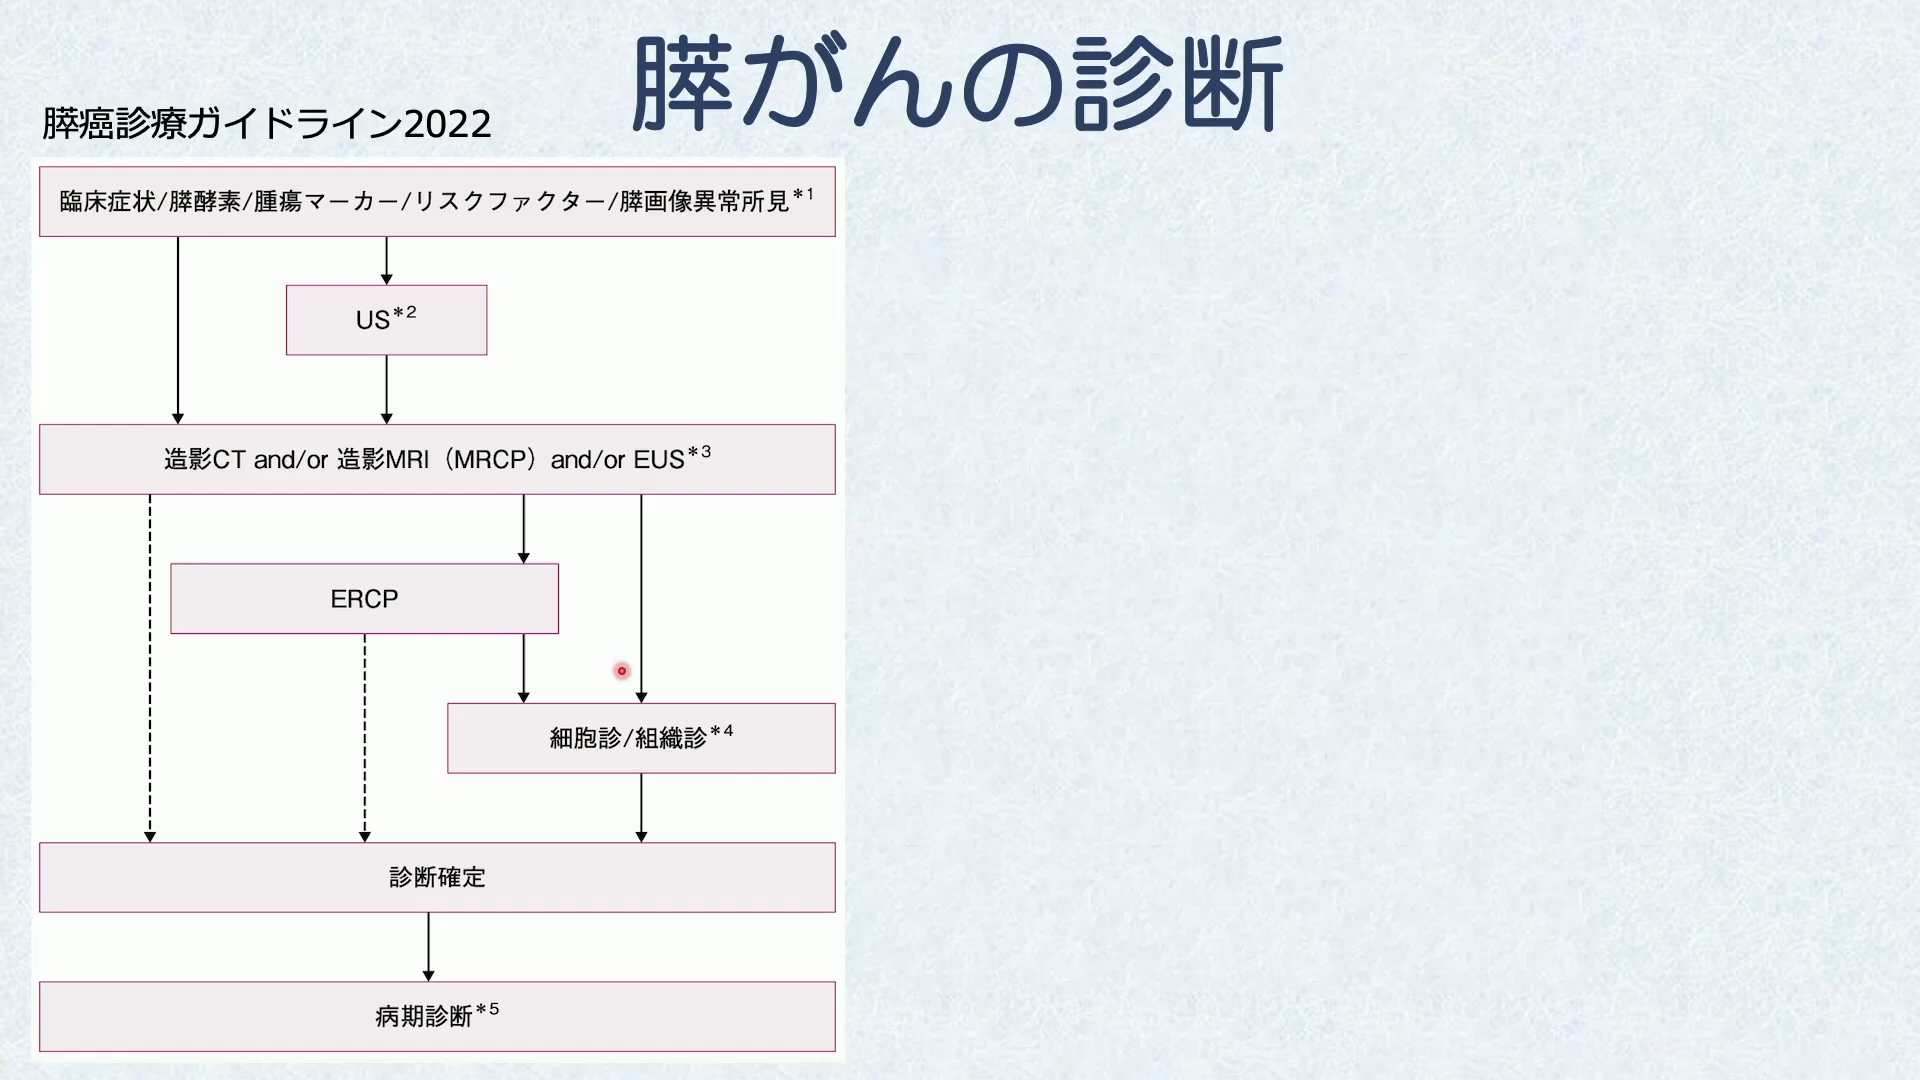 膵がんの診断
膵癌診療ガイドライン2022
臨床症状/膵酵素/腫瘍マーカー/リスクファクター/膵画像異常所見*1
US*2
造影CT and/or 造影MRI（MRCP）and/or EUS*3
ERCP
細胞診/組織診*4
診断確定
病期診断*5